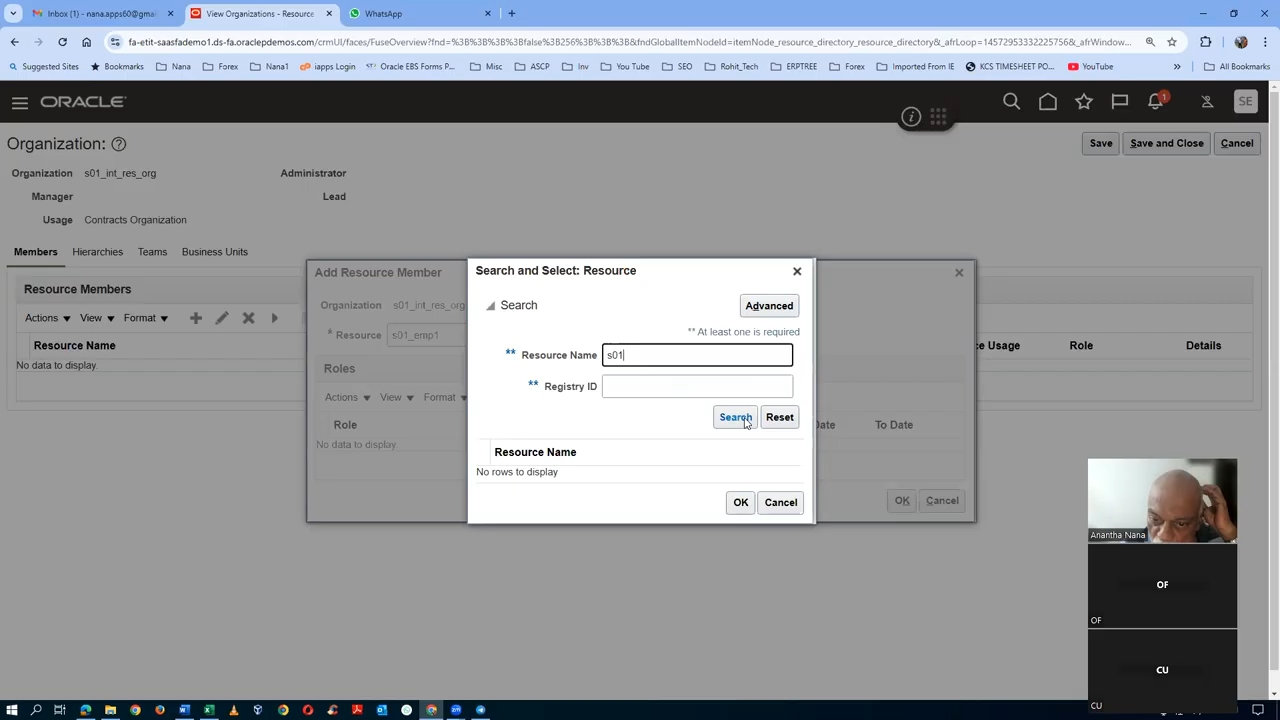 Inbox (1) - nana.apps60@gmai
View Organizations - Resource
WhatsApp
fa-etit-saasfademo1.ds-fa.oraclepdemos.com/crmUI/faces/FuseOverview?fnd=%3B%3B%3B%3Bfalse%3B256%3B%3B%3B&fndGlobalItemNodeId=itemNode_resource_directory_resource_directory&_afrLoop=145729533322225756&_afrWindow...
Suggested Sites
Bookmarks
Nana
Forex
Nana1
iapps Login
Oracle EBS Forms P...
Misc
ASCP
Inv
You Tube
SEO
Rohit_Tech
ERPTREE
Forex
Imported From IE
KCS TIMESHEET PO...
YouTube
All Bookmarks
ORACLE
1
SE
Organization:
Save
Save and Close
Cancel
Organization s01_int_res_org
Administrator
Manager
Lead
Usage Contracts Organization
Members
Hierarchies
Teams
Business Units
Resource Members
Actions
View
Format
Resource Name
No data to display.
ce Usage
Role
Details
Add Resource Member
Organization s01_int_res_org
* Resource s01_emp1
Roles
Actions
View
Format
Role
Date
To Date
No data to display.
OK
Cancel
Search and Select: Resource
Search
Advanced
** At least one is required
** Resource Name s01
** Registry ID
Search
Reset
Resource Name
No rows to display
OK
Cancel
Anantha Nana
OF
OF
CU
CU